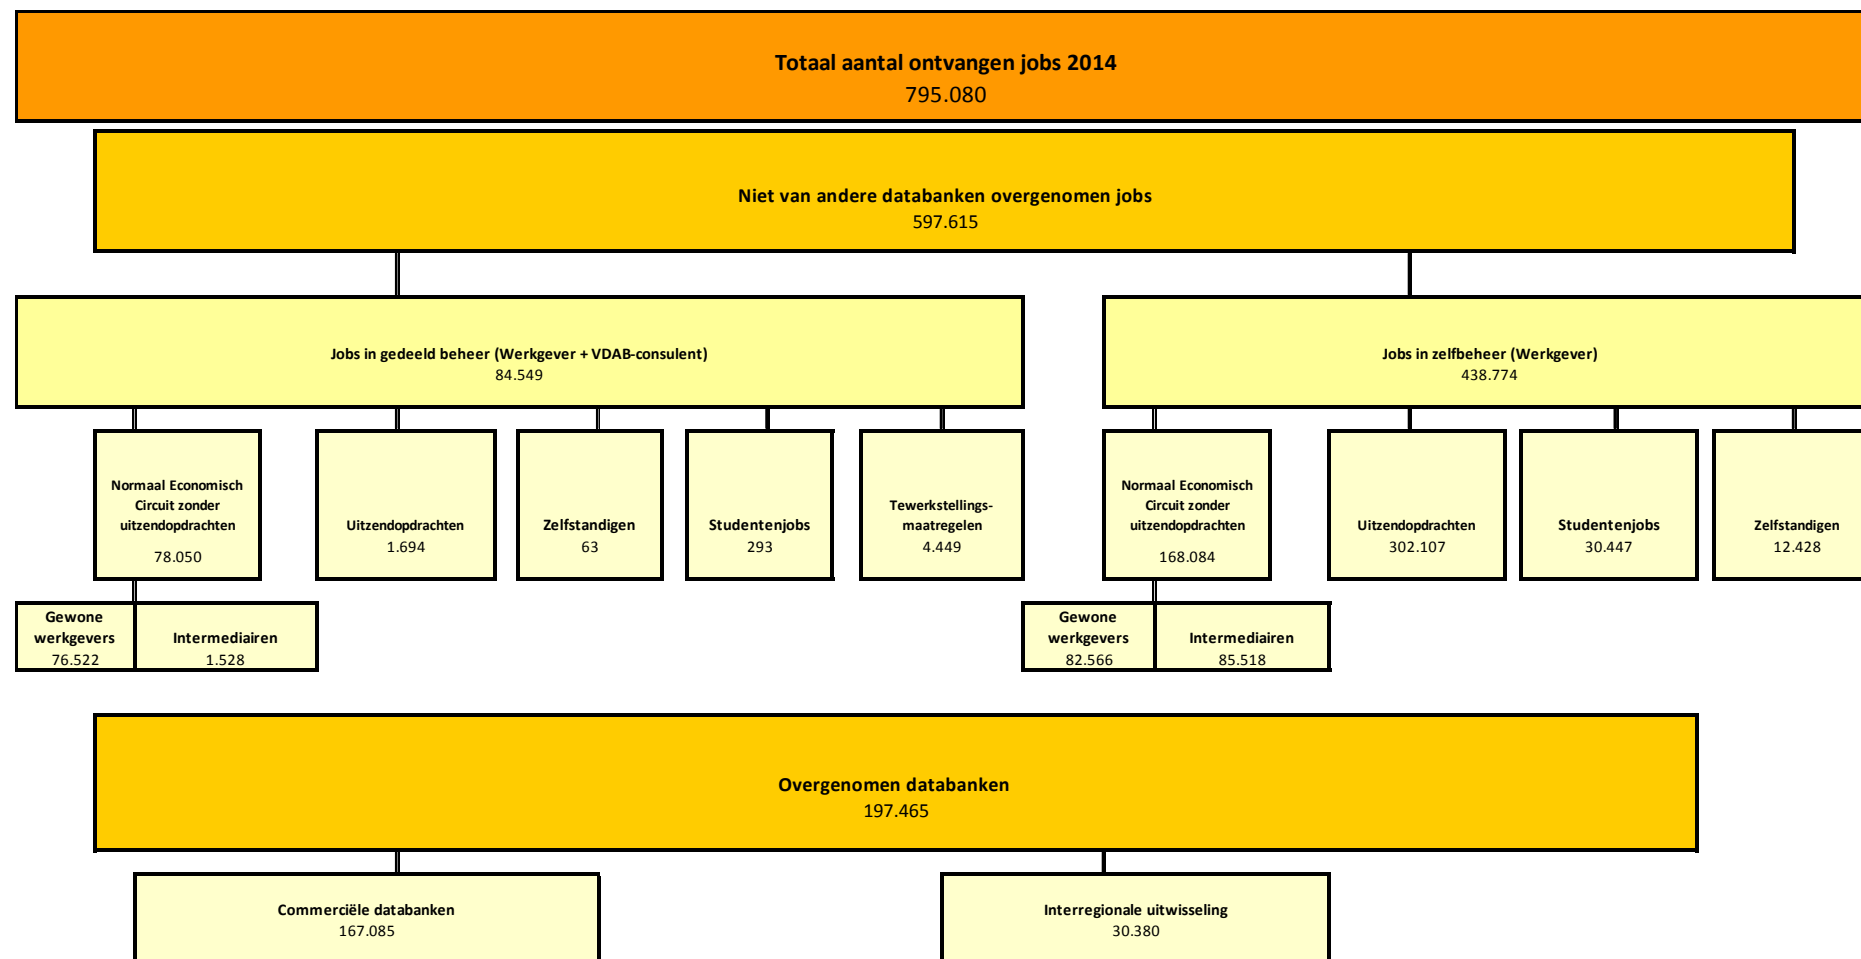 Totaal aantal ontvangen jobs 2014
795.080
Niet van andere databanken overgenomen jobs
597.615
Jobs in gedeeld beheer (Werkgever + VDAB-consulent)
84.549
Jobs in zelfbeheer (Werkgever)
438.774
Normaal Economisch
Circuit zonder
uitzendopdrachten
78.050
Uitzendopdrachten
1.694
Zelfstandigen
63
Studentenjobs
293
Tewerkstellings-
maatregelen
4.449
Normaal Economisch
Circuit zonder
uitzendopdrachten
168.084
Uitzendopdrachten
302.107
Studentenjobs
30.447
Zelfstandigen
12.428
Gewone
werkgevers
76.522
Intermediairen
1.528
Gewone
werkgevers
82.566
Intermediairen
85.518
Overgenomen databanken
197.465
Commerciële databanken
167.085
Interregionale uitwisseling
30.380